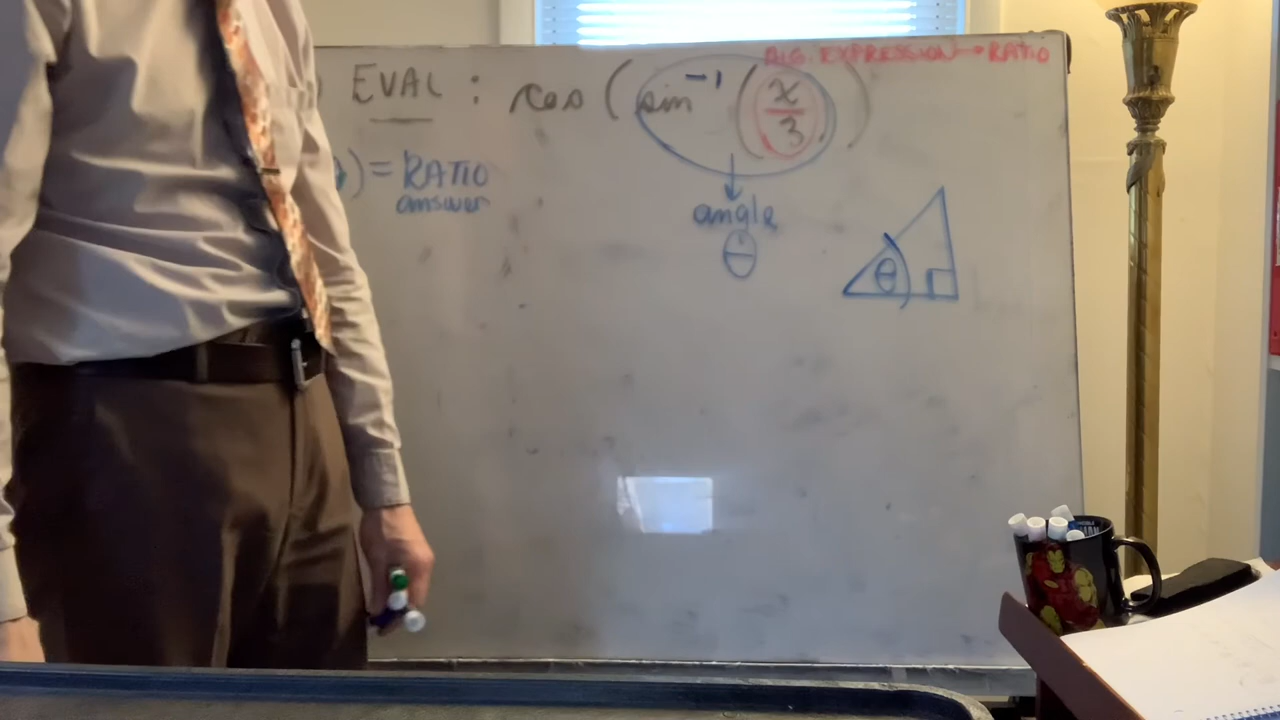 ALG. EXPRESSION → RATIO
) EVAL : cos ( sin⁻¹ ( x/3 ) )
) = RATIO
answer
angle
θ
θ